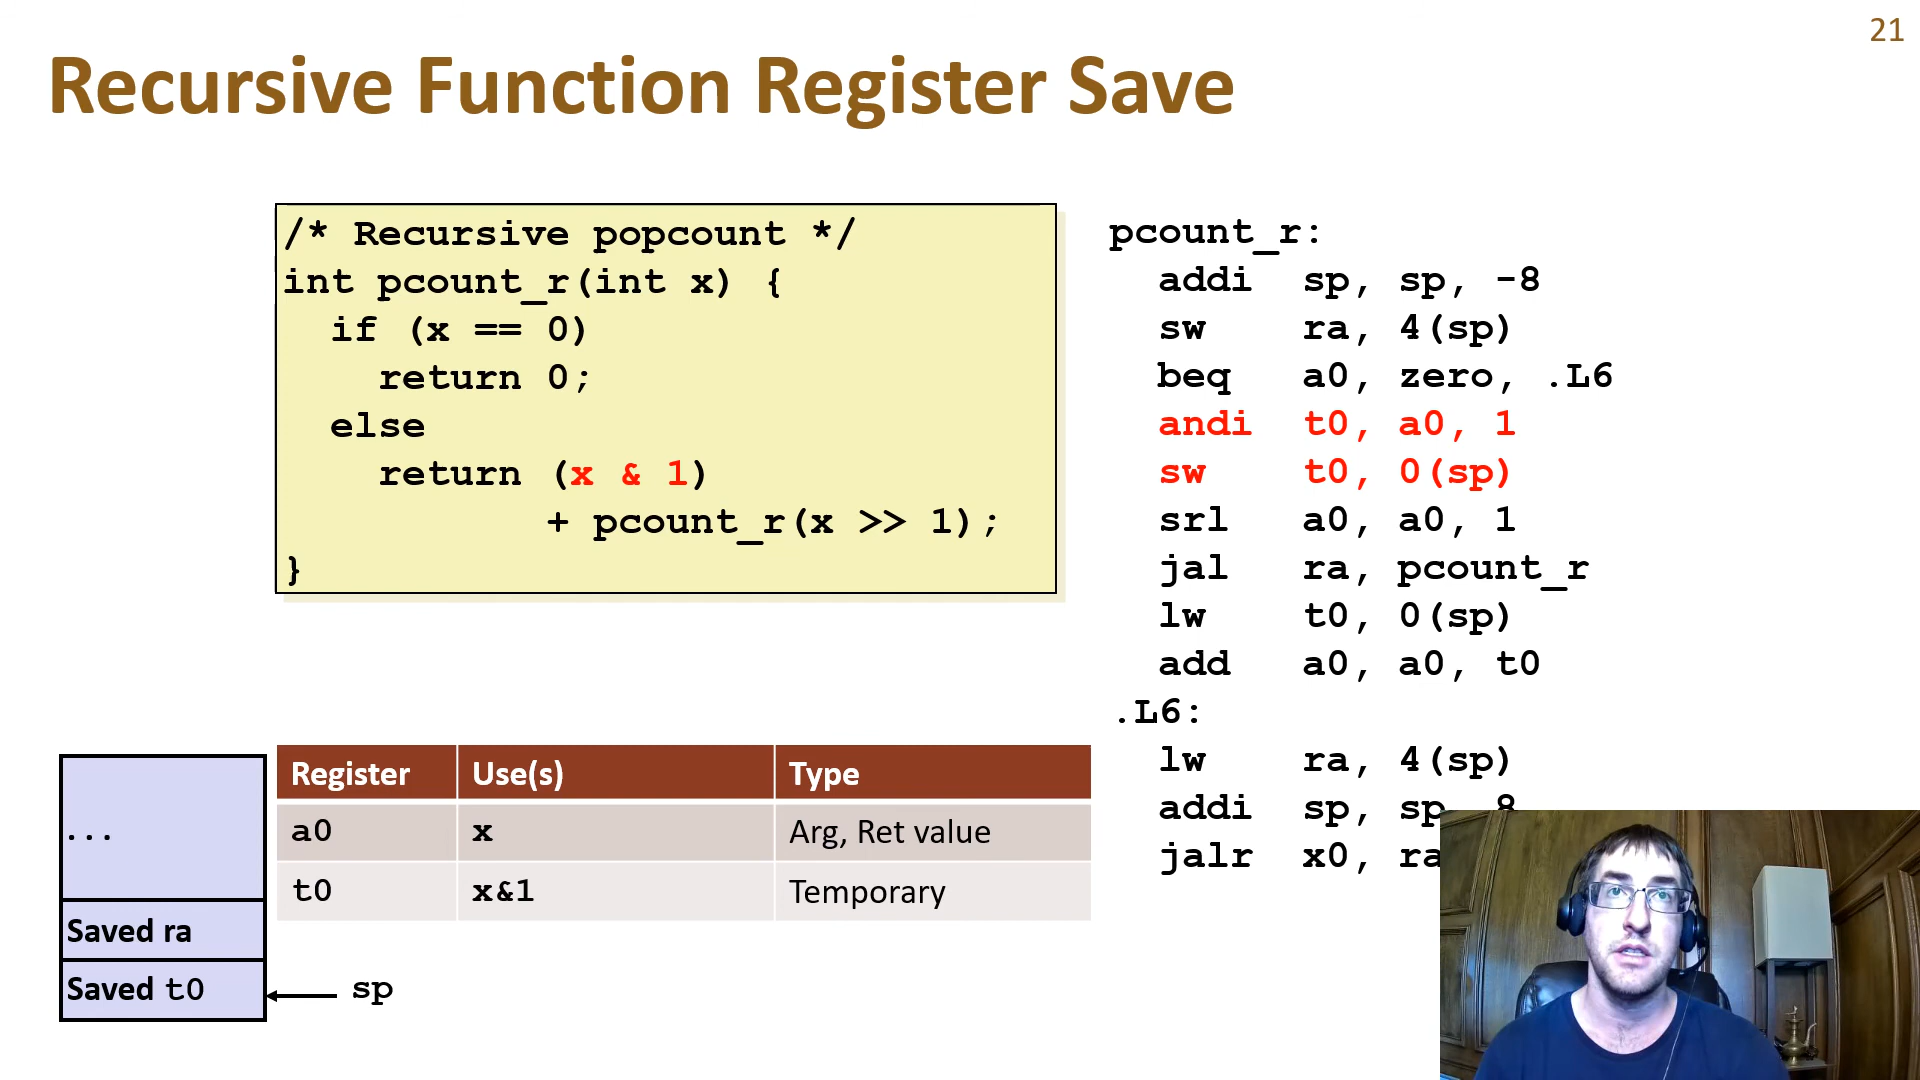 21
Recursive Function Register Save
/* Recursive popcount */
int pcount_r(int x) {
if (x == 0)
return 0;
else
return (x & 1)
+ pcount_r(x >> 1);
}
pcount_r:
addi sp, sp, -8
sw ra, 4(sp)
beq a0, zero, .L6
andi t0, a0, 1
sw t0, 0(sp)
srl a0, a0, 1
jal ra, pcount_r
lw t0, 0(sp)
add a0, a0, t0
.L6:
lw ra, 4(sp)
addi sp, sp, 8
jalr x0, ra
Register Use(s) Type
a0 x Arg, Ret value
t0 x&1 Temporary
...
Saved ra
Saved t0
sp